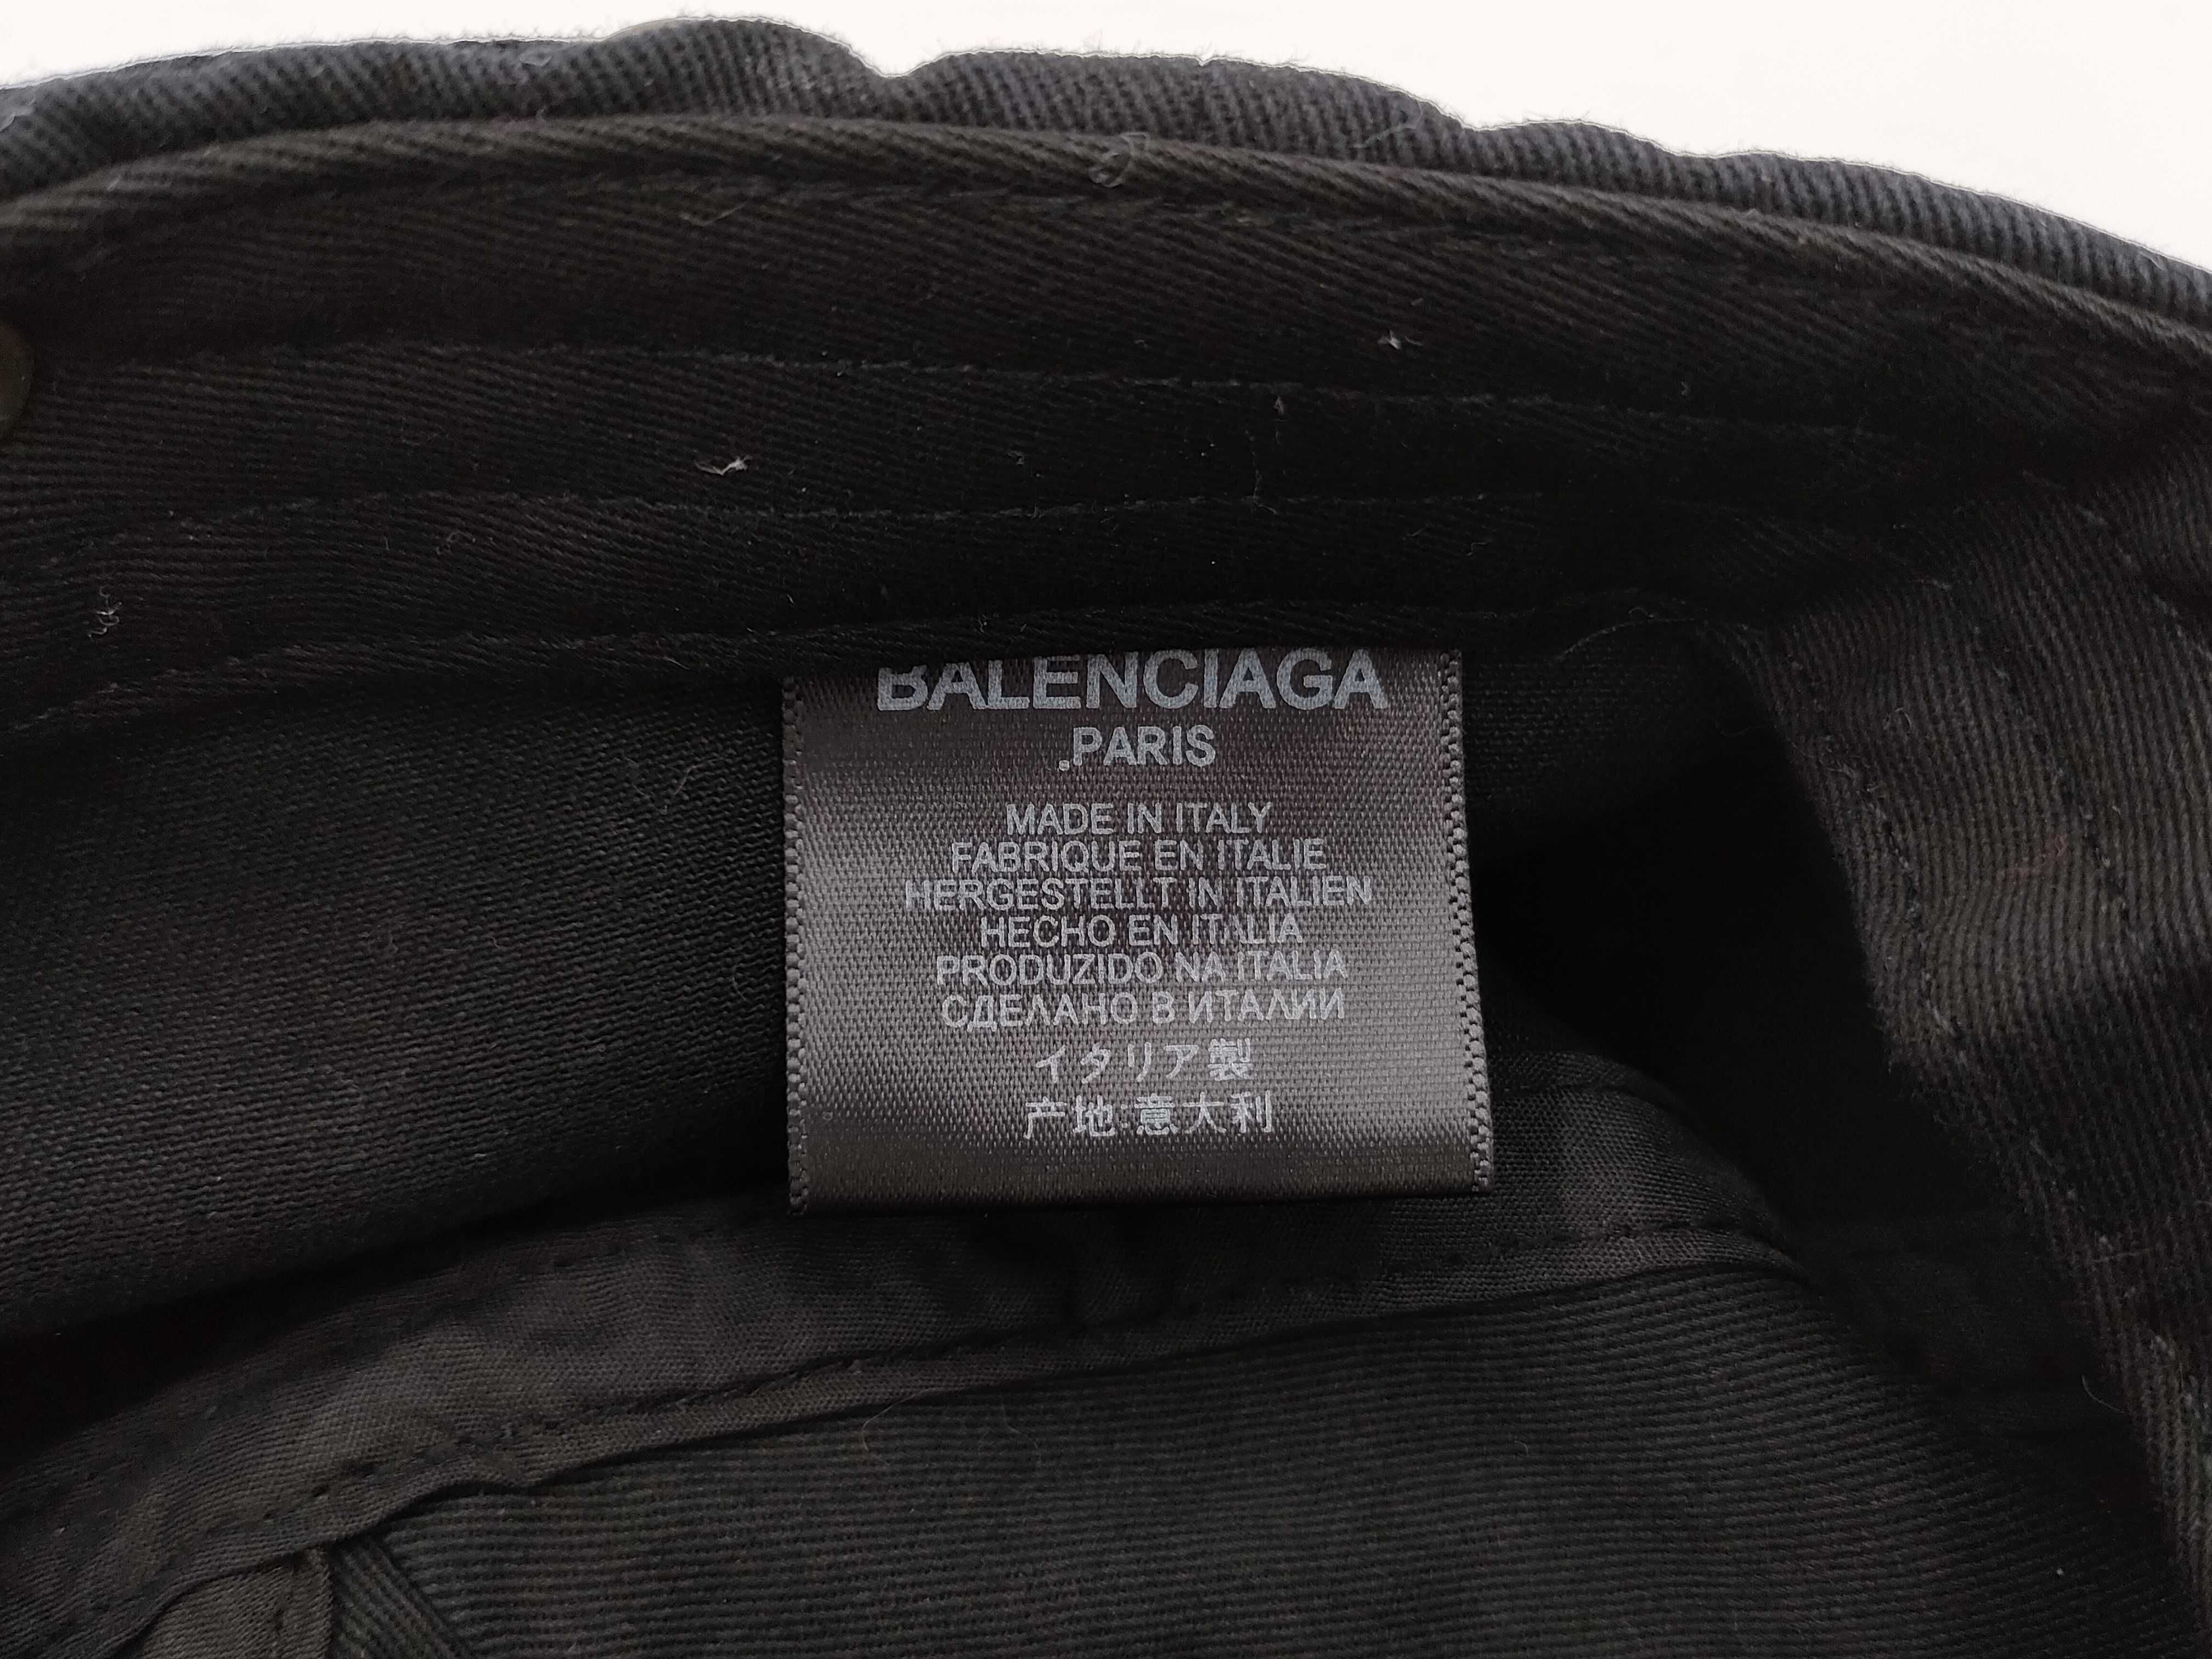 BALENCIAGA
.PARIS
MADE IN ITALY
FABRIQUE EN ITALIE
HERGESTELLT IN ITALIEN
HECHO EN ITALIA
PRODUZIDO NA ITALIA
СДЕЛАНО В ИТАЛИИ
イタリア製
产地:意大利